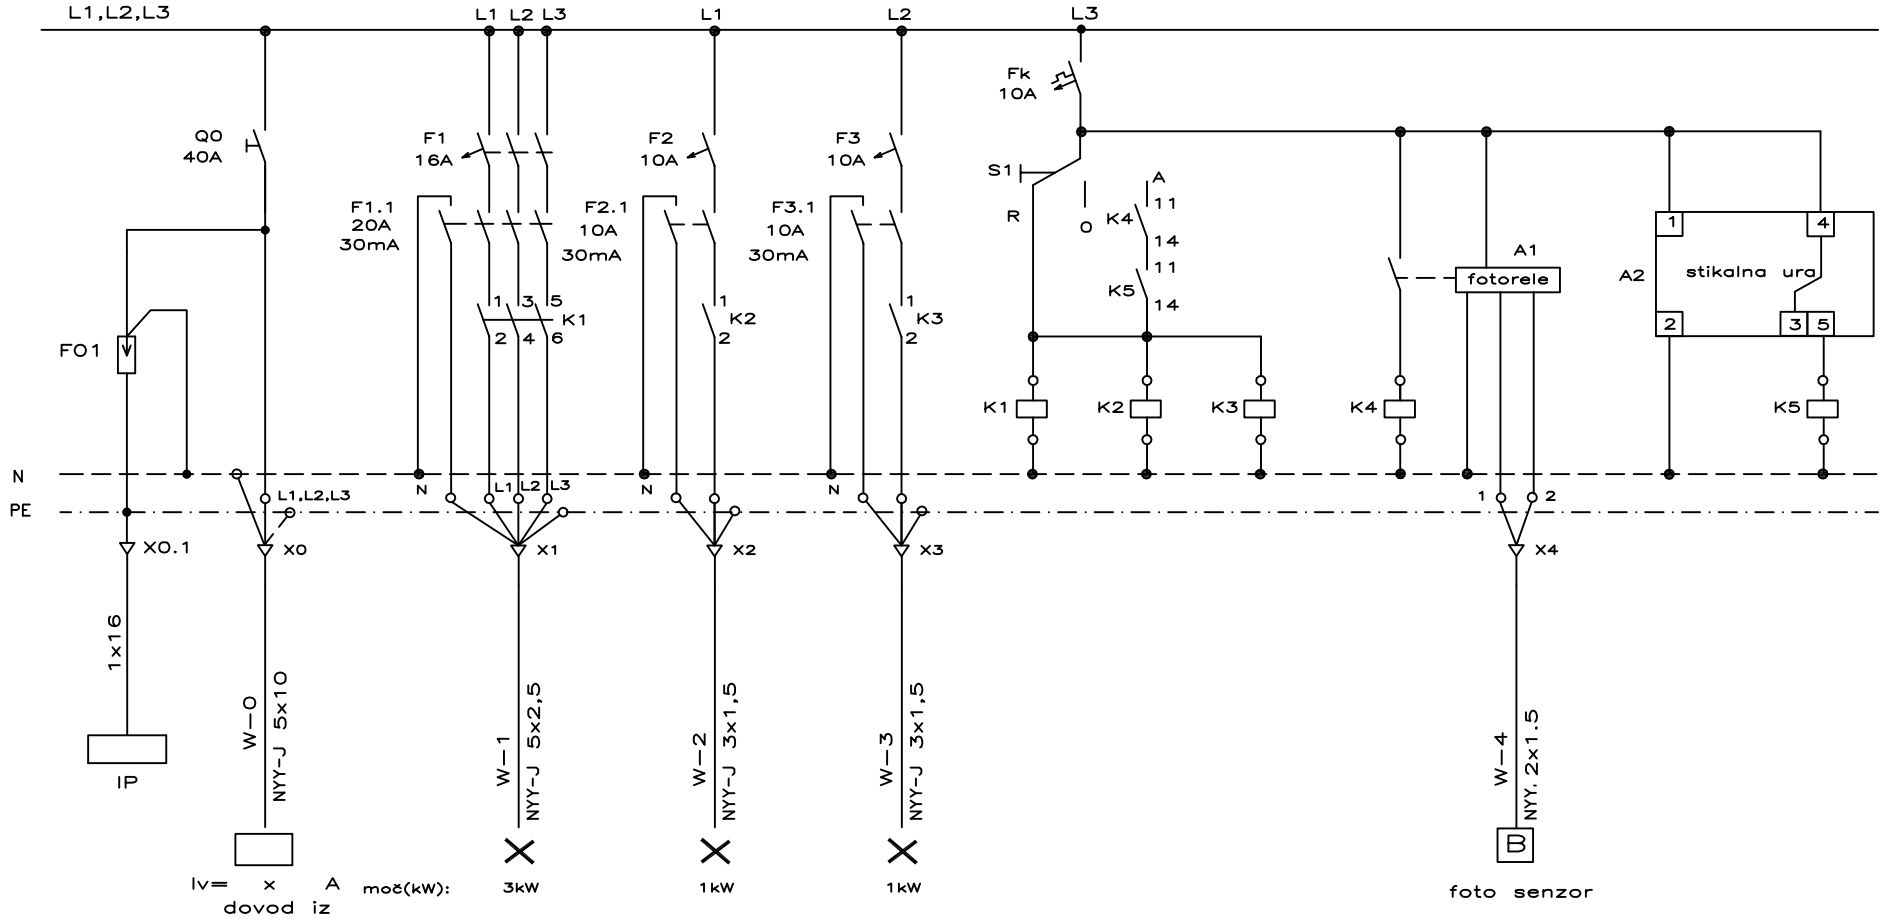 L1,L2,L3
L1 L2 L3
L1
L2
L3
Fk
10A
Q0
40A
F1
16A
F2
10A
F3
10A
S1
R
O
A
K4
11
14
K5
11
14
F1.1
20A
30mA
F2.1
10A
30mA
F3.1
10A
30mA
1 3 5
K1
2 4 6
1
K2
2
1
K3
2
A1
fotorele
A2
1
4
stikalna ura
2
3 5
FO1
K1
K2
K3
K4
K5
N
PE
L1,L2,L3
N
L1 L2 L3
N
N
1
2
X0.1
X0
X1
X2
X3
X4
1x16
W-0
NYY-J 5x10
W-1
NYY-J 5x2,5
W-2
NYY-J 3x1,5
W-3
NYY-J 3x1,5
W-4
NYY. 2x1.5
IP
B
Iv= x A
dovod iz
moč(kW):
3kW
1kW
1kW
foto senzor